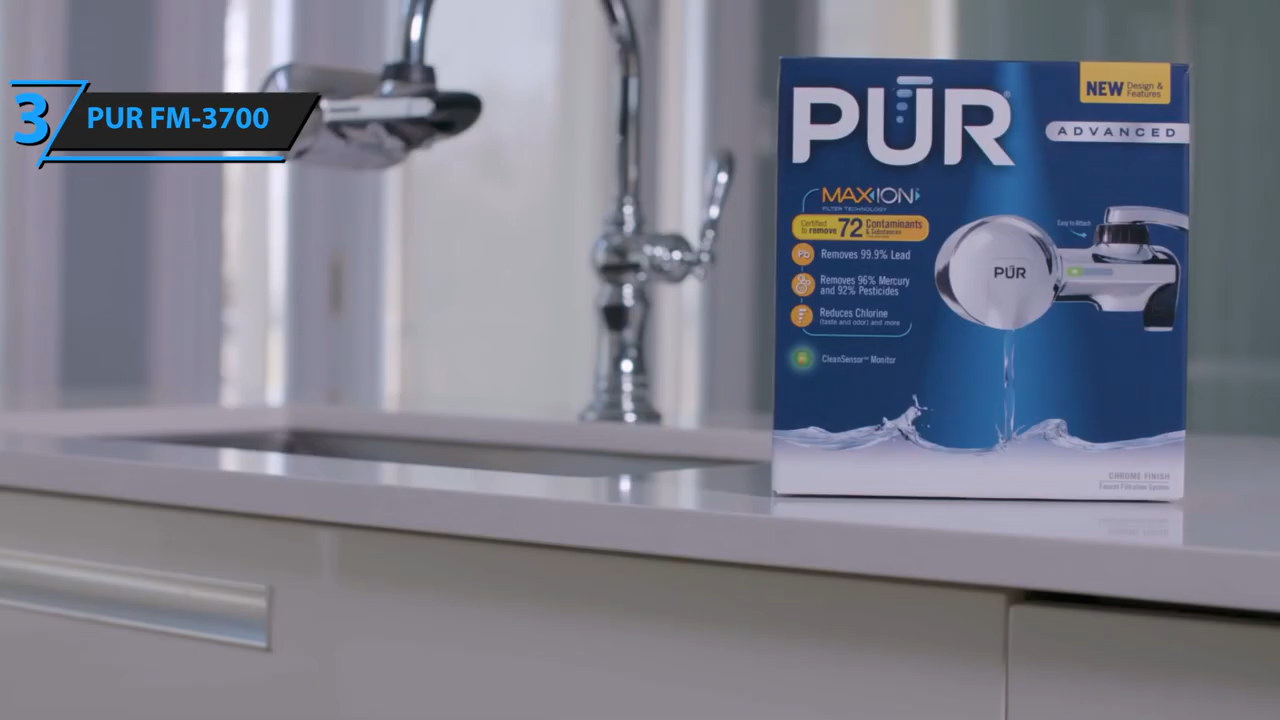 3
PUR FM-3700
PŪR
ADVANCED
NEW Design &
Features
MAXION
FILTER TECHNOLOGY
Certified
to remove 72 Contaminants
& Substances
Pb Removes 99.9% Lead
Removes 96% Mercury
and 92% Pesticides
Reduces Chlorine
(taste and odor) and more
CleanSensor™ Monitor
Easy to Attach
PŪR
CHROME FINISH
Faucet Filtration System